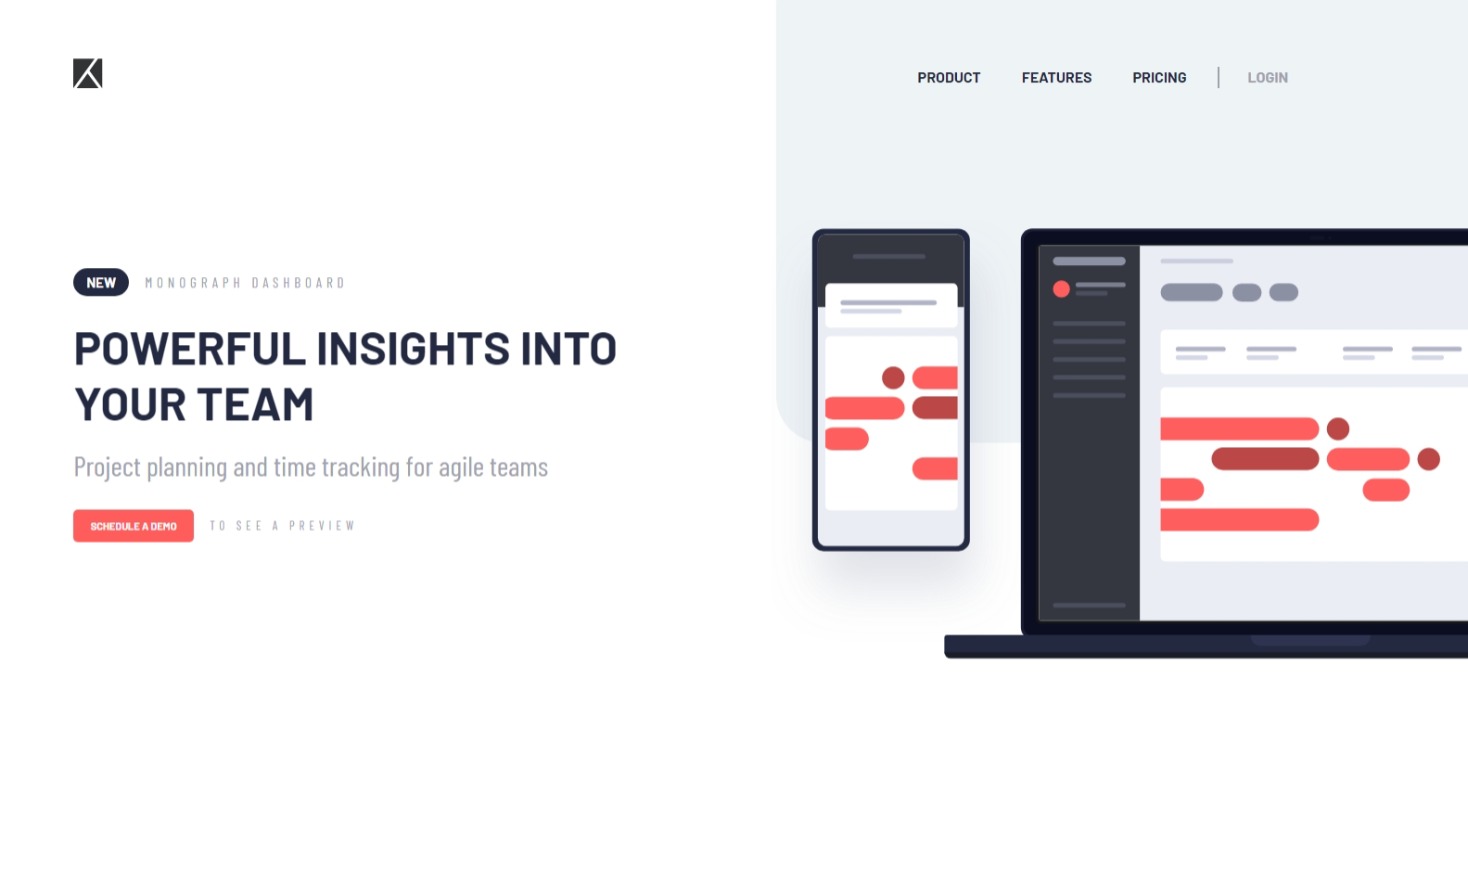 PRODUCT FEATURES PRICING LOGIN
NEW MONOGRAPH DASHBOARD
POWERFUL INSIGHTS INTO
YOUR TEAM
Project planning and time tracking for agile teams
SCHEDULE A DEMO TO SEE A PREVIEW